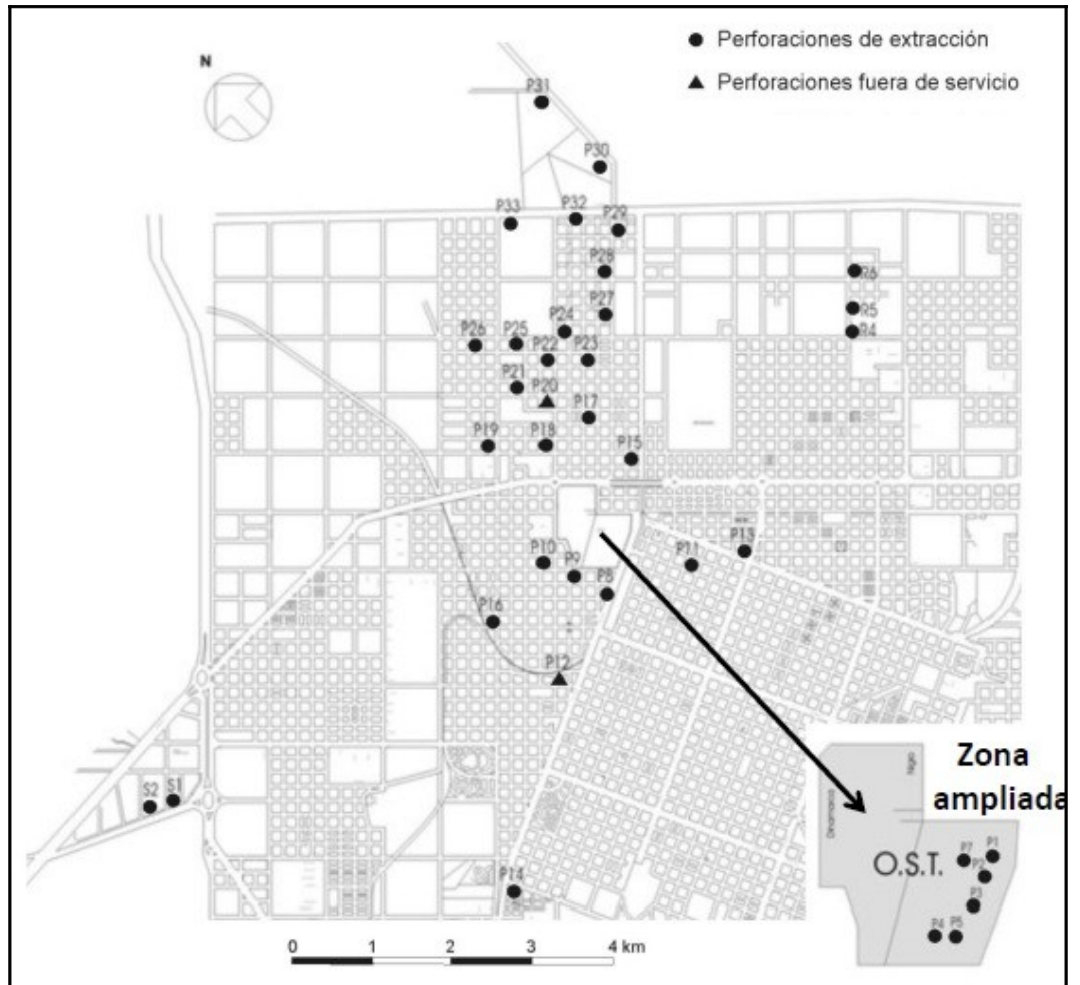 Perforaciones de extracción
N
Perforaciones fuera de servicio
P31
P30
P33
P32
P29
P28
R6
P27
R5
P24
R4
P26
P25
P22
P23
P21
P20
P17
P19
P18
P15
P13
P10
P11
P9
P8
P16
P12
Zona
ampliada
Nigro
S2
S1
Dinamarca
P7
P1
O.S.T.
P2
P14
P3
P4
P5
0 1 2 3 4 km